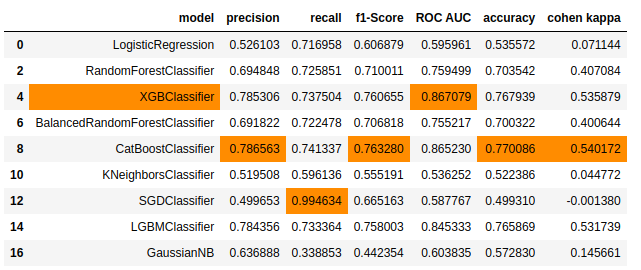 model precision recall f1-Score ROC AUC accuracy cohen kappa
0 LogisticRegression 0.526103 0.716958 0.606879 0.595961 0.535572 0.071144
2 RandomForestClassifier 0.694848 0.725851 0.710011 0.759499 0.703542 0.407084
4 XGBClassifier 0.785306 0.737504 0.760655 0.867079 0.767939 0.535879
6 BalancedRandomForestClassifier 0.691822 0.722478 0.706818 0.755217 0.700322 0.400644
8 CatBoostClassifier 0.786563 0.741337 0.763280 0.865230 0.770086 0.540172
10 KNeighborsClassifier 0.519508 0.596136 0.555191 0.536252 0.522386 0.044772
12 SGDClassifier 0.499653 0.994634 0.665163 0.587767 0.499310 -0.001380
14 LGBMClassifier 0.784356 0.733364 0.758003 0.845333 0.765869 0.531739
16 GaussianNB 0.636888 0.338853 0.442354 0.603835 0.572830 0.145661